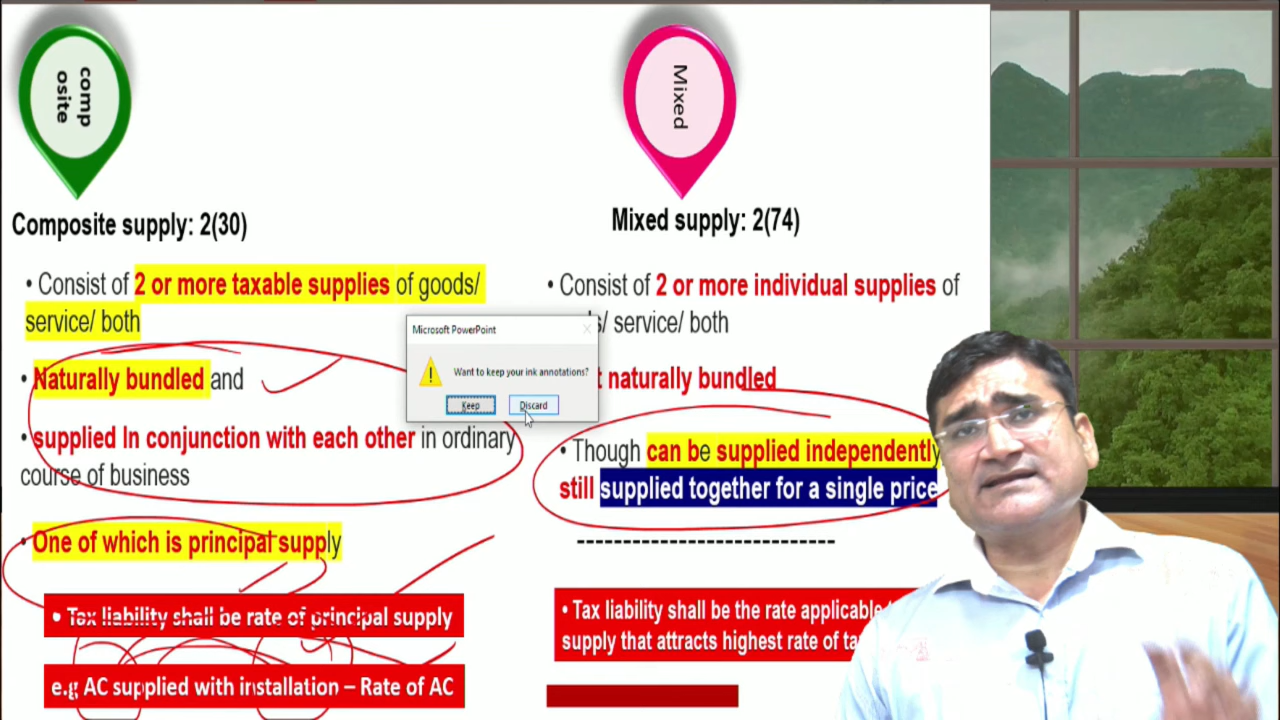 comp
osite
Composite supply: 2(30)
• Consist of 2 or more taxable supplies of goods/
service/ both
• Naturally bundled and
• supplied In conjunction with each other in ordinary
course of business
• One of which is principal supply
• Tax liability shall be rate of principal supply
e.g AC supplied with installation – Rate of AC
Mixed
Mixed supply: 2(74)
• Consist of 2 or more individual supplies of
/ service/ both
naturally bundled
• Though can be supplied independently
still supplied together for a single price
---------------------------
• Tax liability shall be the rate applicable
supply that attracts highest rate of
Microsoft PowerPoint
Want to keep your ink annotations?
Keep
Discard